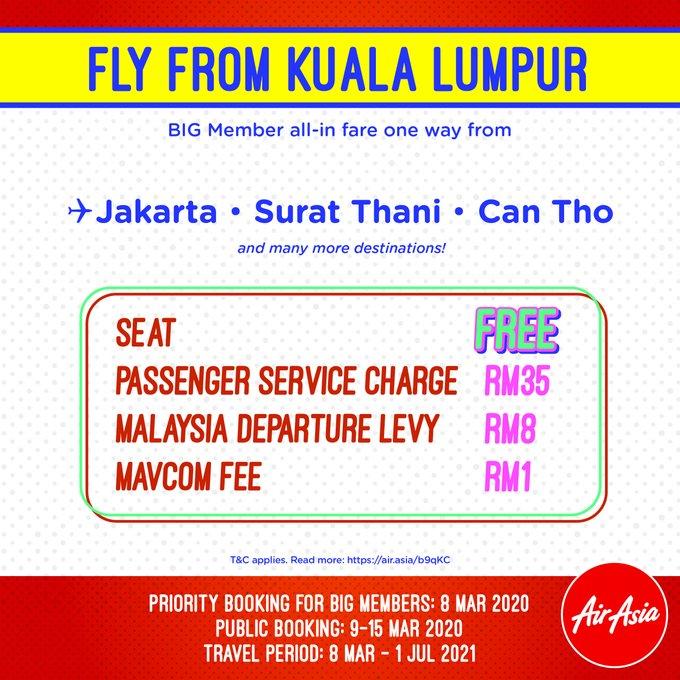 FLY FROM KUALA LUMPUR
BIG Member all-in fare one way from
Jakarta • Surat Thani • Can Tho
and many more destinations!
SEAT FREE
PASSENGER SERVICE CHARGE RM35
MALAYSIA DEPARTURE LEVY RM8
MAVCOM FEE RM1
T&C applies. Read more: https://air.asia/b9qKC
PRIORITY BOOKING FOR BIG MEMBERS: 8 MAR 2020
PUBLIC BOOKING: 9-15 MAR 2020
TRAVEL PERIOD: 8 MAR - 1 JUL 2021
AirAsia